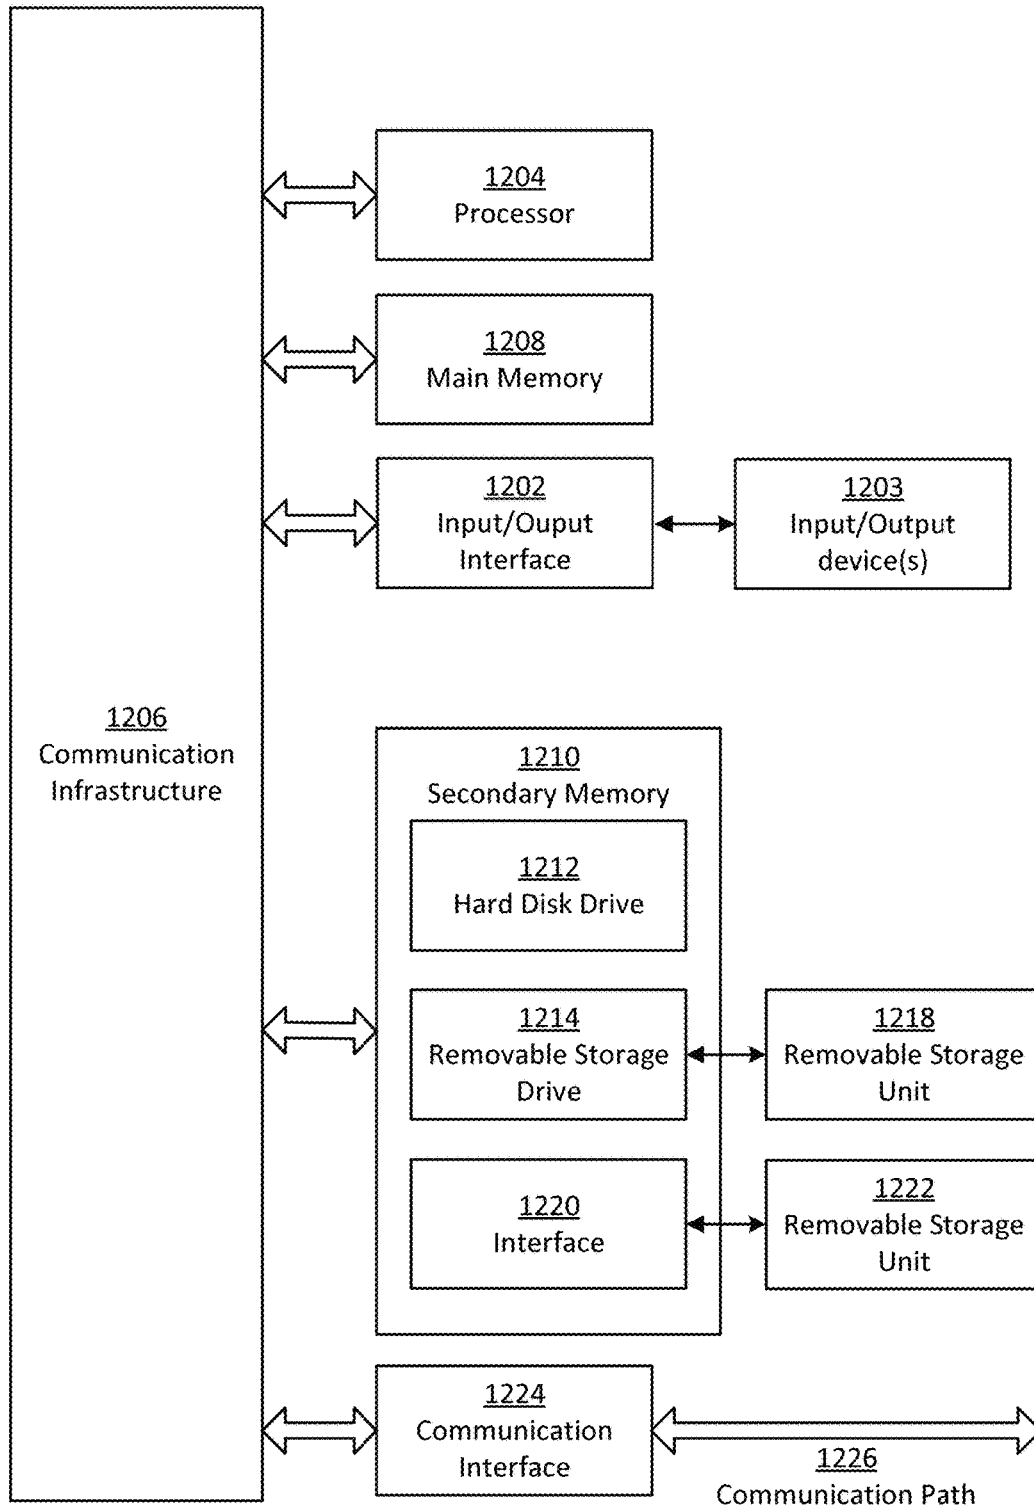 1204
Processor
1208
Main Memory
1202
Input/Ouput
Interface
1203
Input/Output
device(s)
1206
Communication
Infrastructure
1210
Secondary Memory
1212
Hard Disk Drive
1214
Removable Storage
Drive
1218
Removable Storage
Unit
1220
Interface
1222
Removable Storage
Unit
1224
Communication
Interface
1226
Communication Path